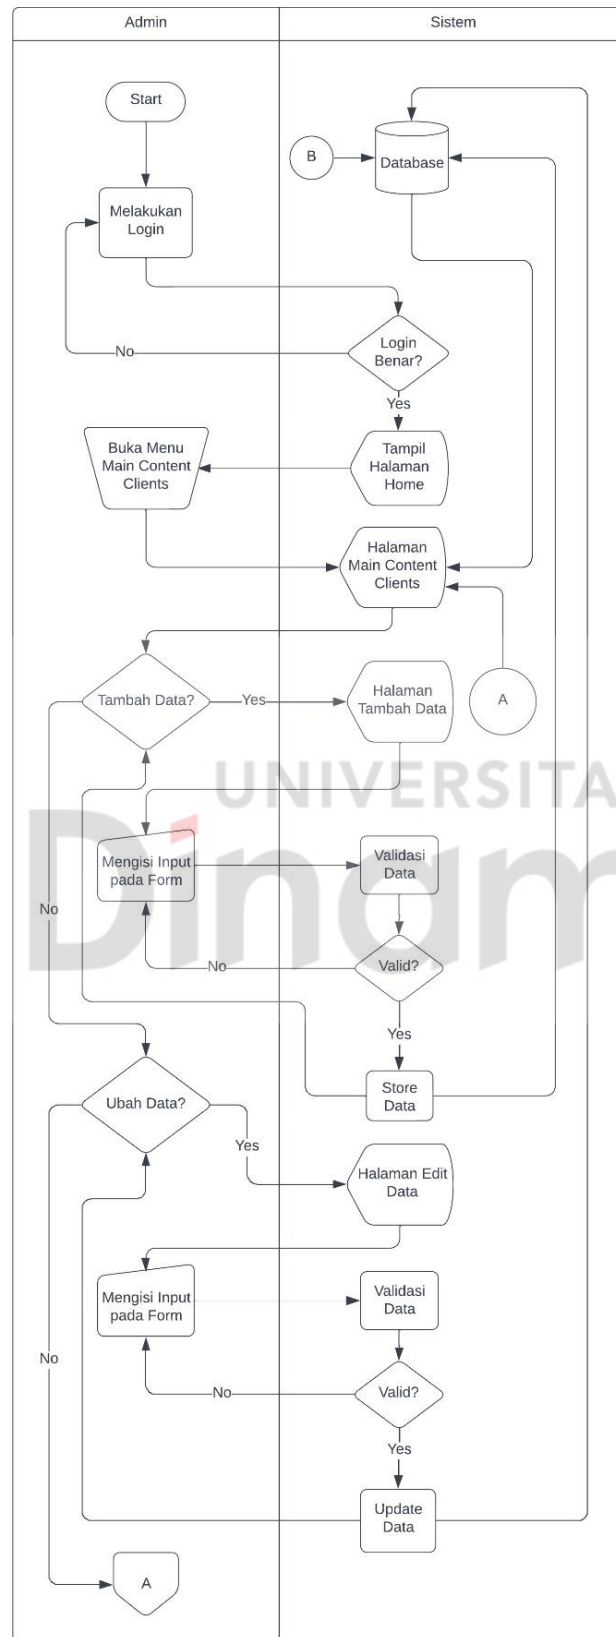 Admin
Sistem
Start
B
Database
Melakukan
Login
Login
Benar?
No
Yes
Buka Menu
Main Content
Clients
Tampil
Halaman
Home
Halaman
Main Content
Clients
Tambah Data?
Yes
Halaman
Tambah Data
A
UNIVERSITA
Dinam
Mengisi Input
pada Form
Validasi
Data
No
No
Valid?
Yes
Ubah Data?
Store
Data
Yes
Halaman Edit
Data
Mengisi Input
pada Form
Validasi
Data
No
No
Valid?
Yes
Update
Data
A